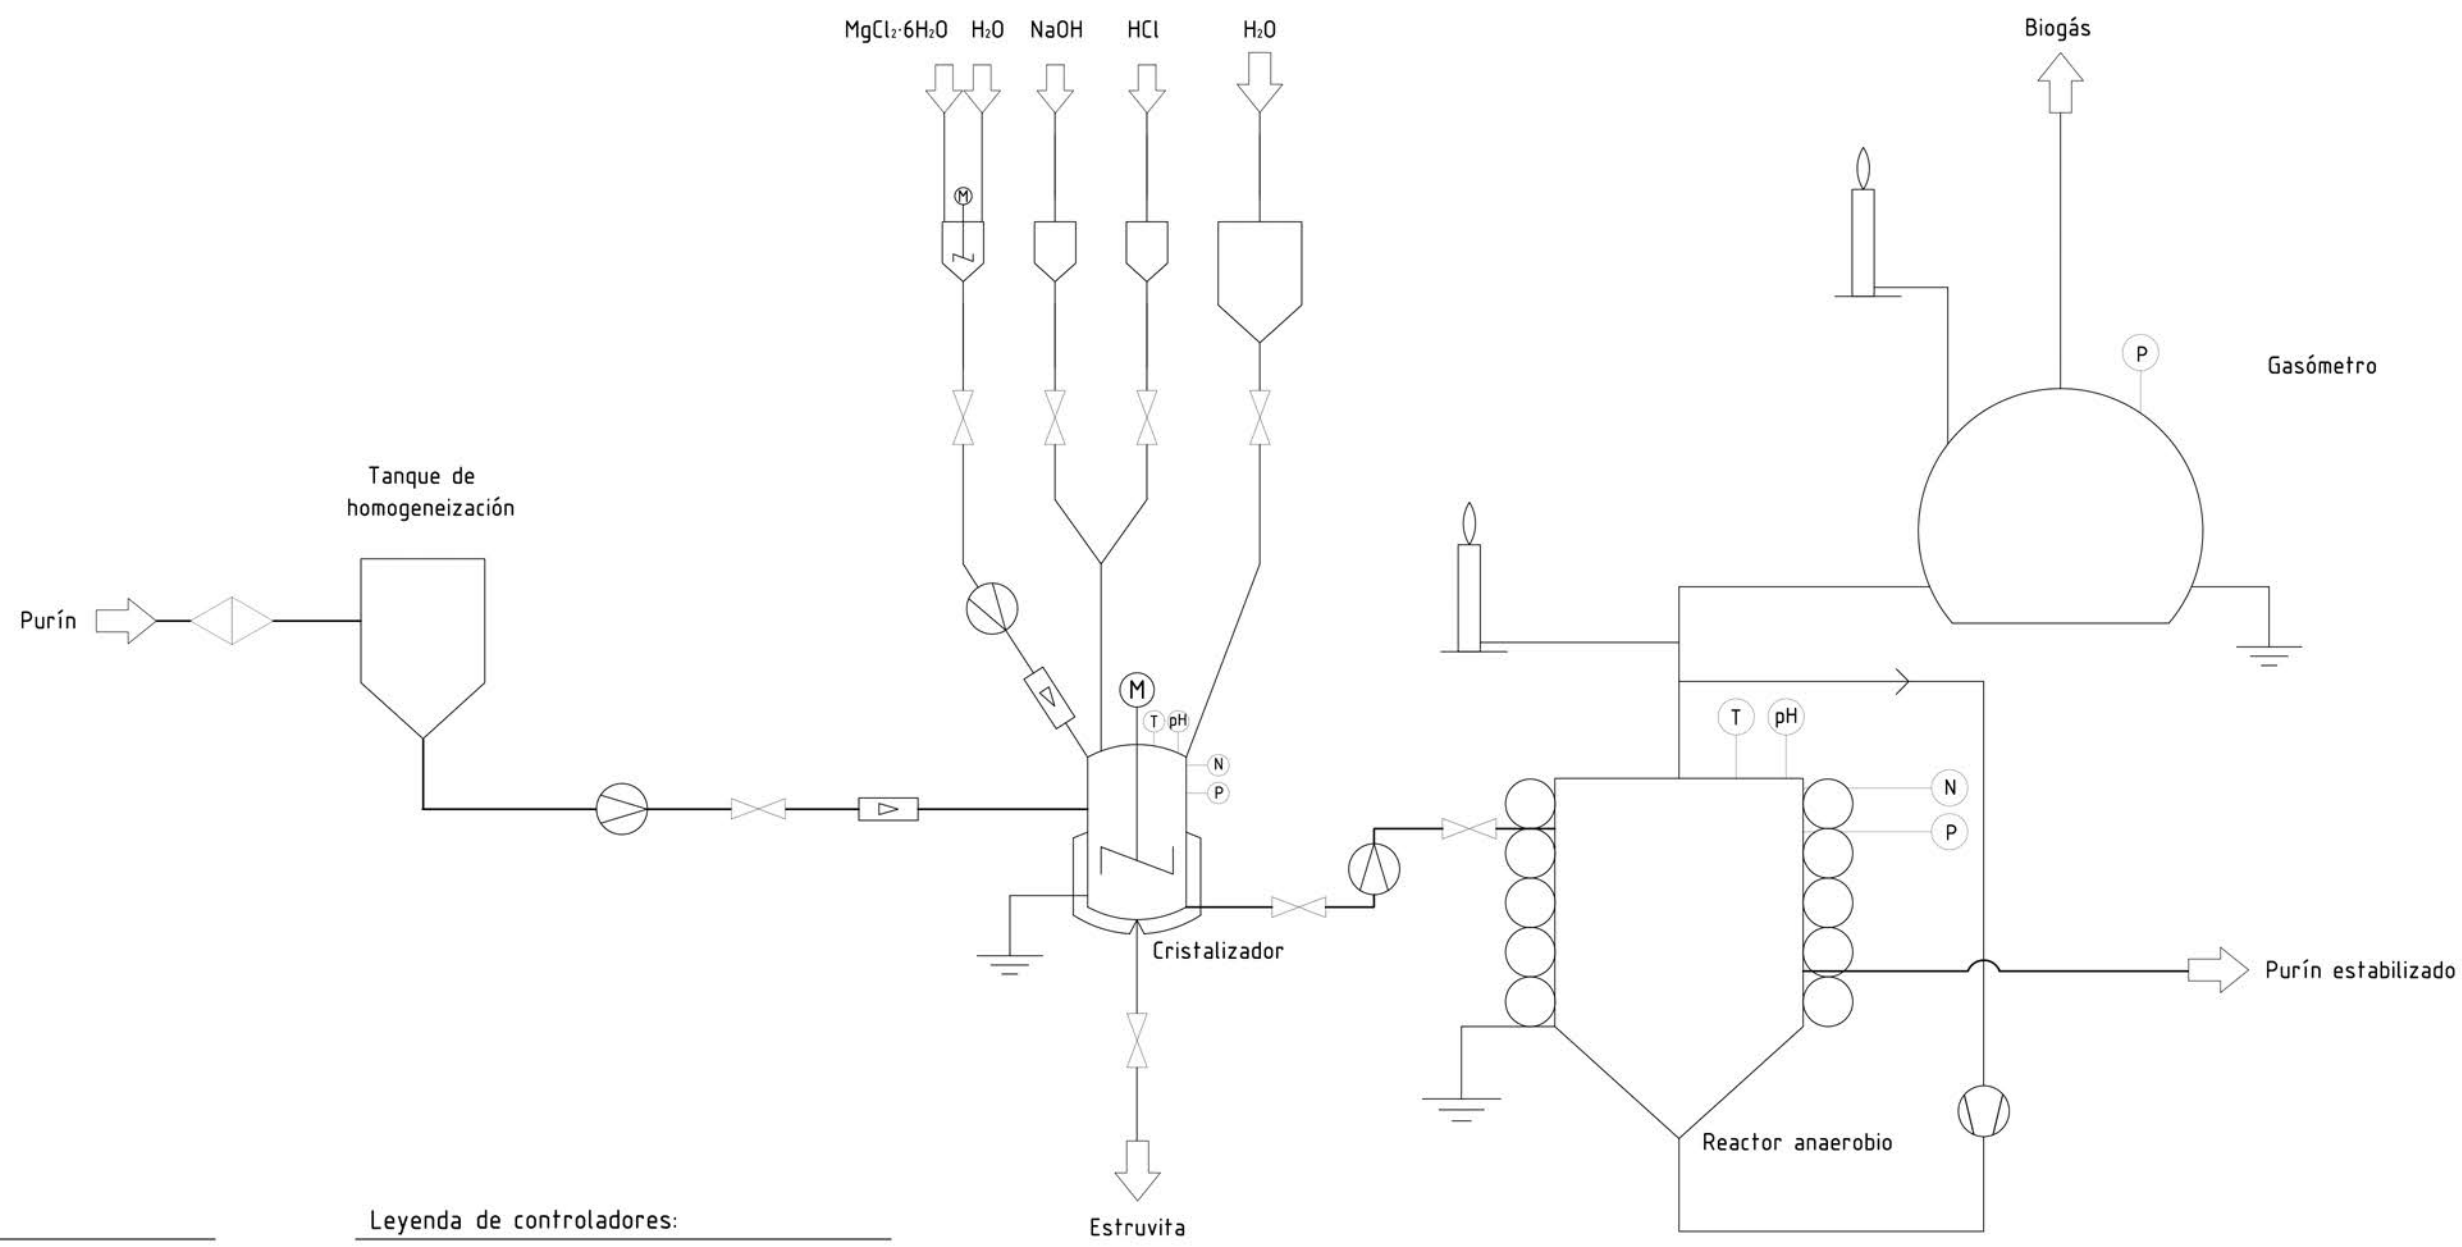 MgCl₂·6H₂O H₂O NaOH HCl H₂O
Biogás
M
P
Gasómetro
Tanque de
homogeneización
Purín
M
T pH
N
P
T pH
N
P
Cristalizador
Purín estabilizado
Reactor anaerobio
Leyenda de controladores:
Estruvita